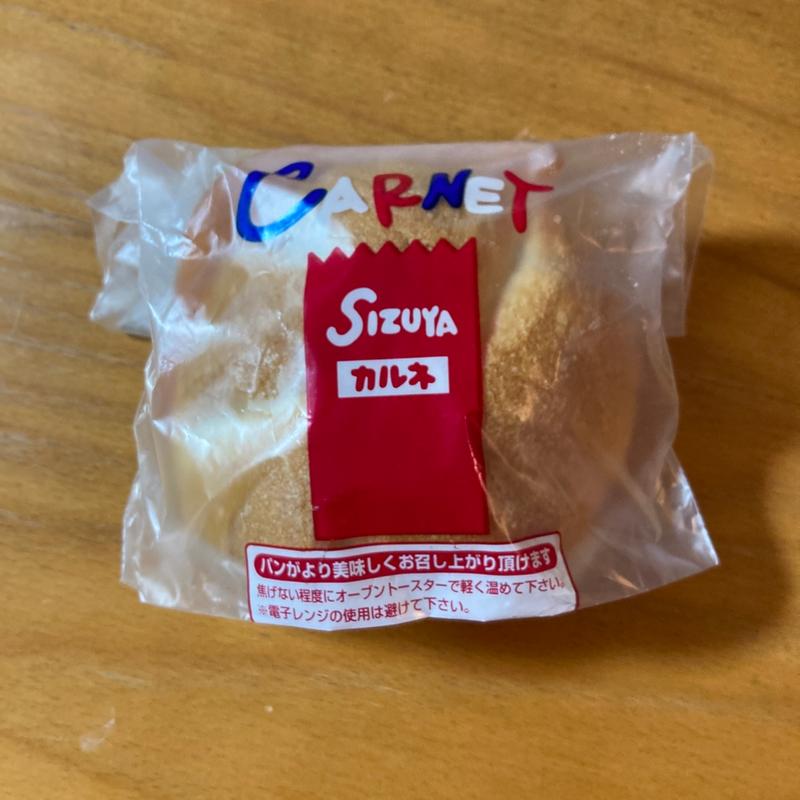 CARNET
SIZUYA
カルネ
パンがより美味しくお召し上がり頂けます
焦げない程度にオーブントースターで軽く温めて下さい。
※電子レンジの使用は避けて下さい。